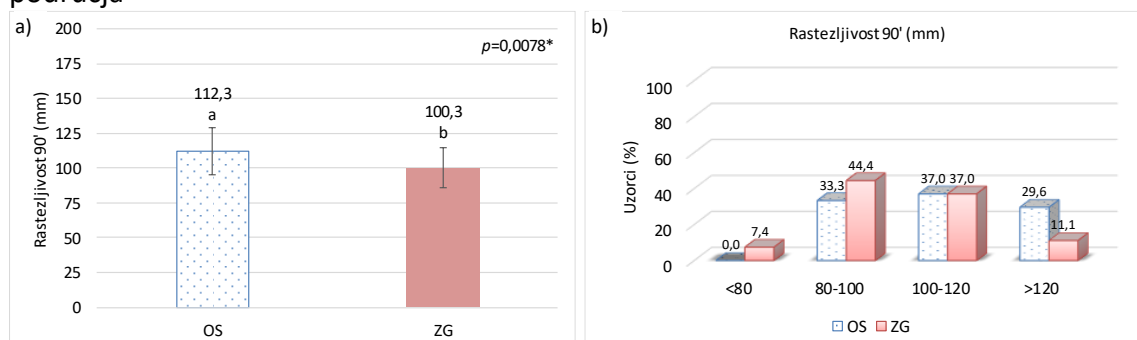 a)
p=0,0078*
Rastezljivost 90' (mm)
200
175
150
125
100
75
50
25
0
112,3
a
100,3
b
OS
ZG
b)
Rastezljivost 90' (mm)
Uzorci (%)
100
80
60
40
20
0
0,0
7,4
33,3
44,4
37,0
37,0
29,6
11,1
<80
80-100
100-120
>120
OS
ZG